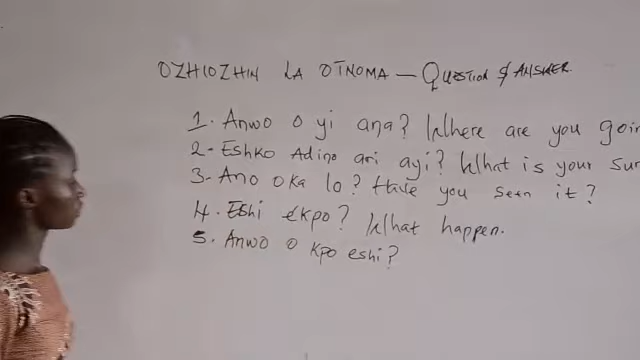 OZHIOZHIN LA OTNOMA — QUESTION & ANSWER
1. Anwo o yi ana? Where are you goin
2- Eshko Adino ani ayi? What is your Sur
3- Ano oka lo? Have you seen it?
4. Eshi ekpo? What happen.
5. Anwo o kpo eshi?